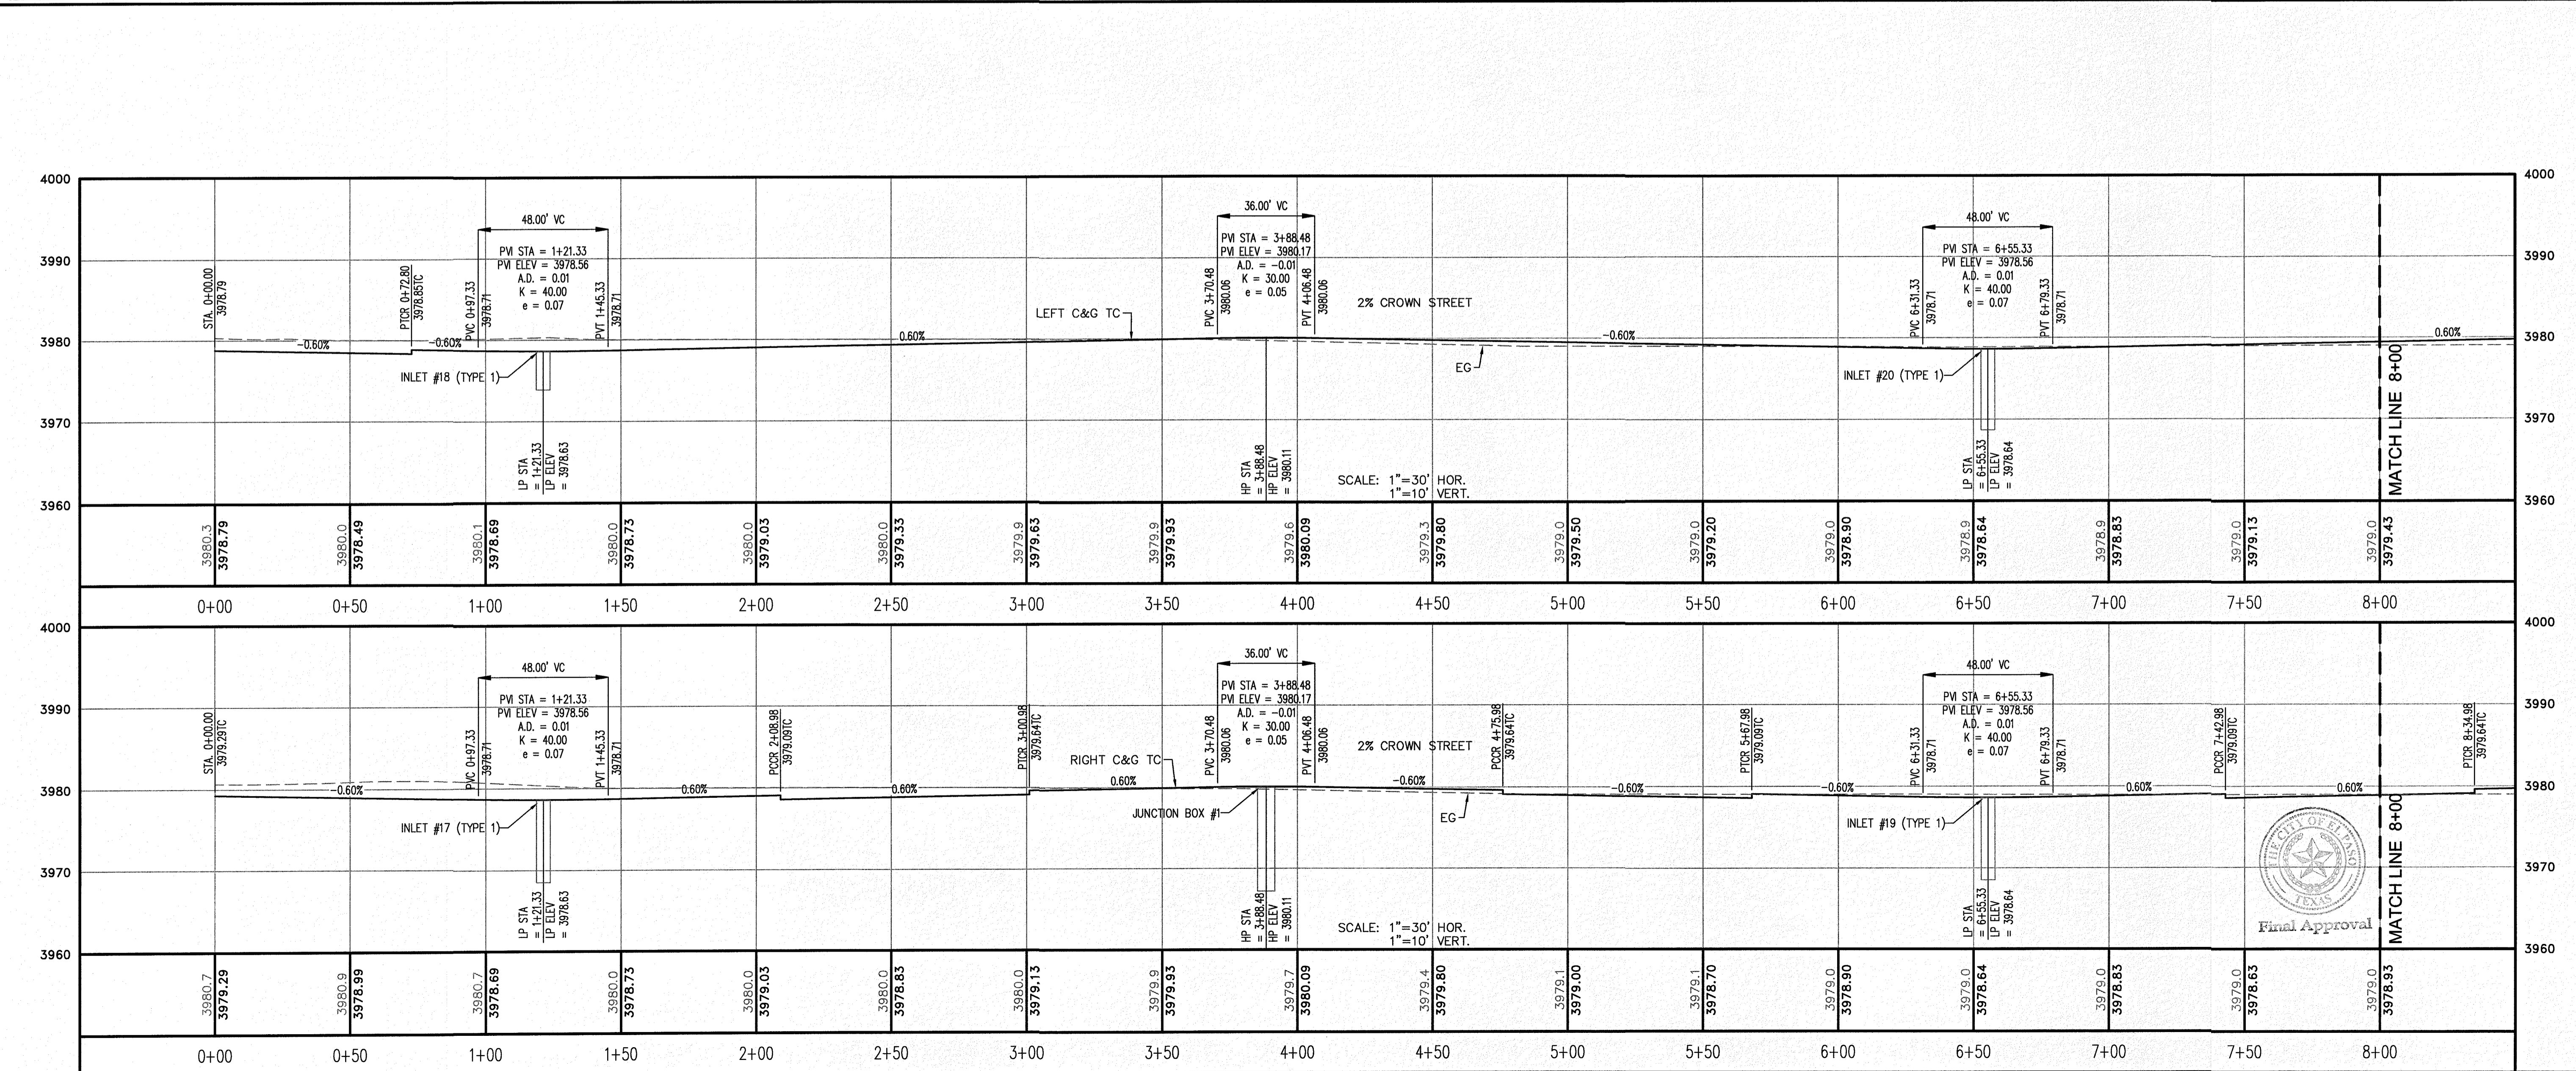 4000
4000
3990
3990
3980
3980
3970
3970
3960
3960
48.00' VC
PVI STA = 1+21.33
PVI ELEV = 3978.56
A.D. = 0.01
K = 40.00
e = 0.07
STA. 0+00.00
3978.79
PTCR 0+72.80
3978.85TC
PVC 0+97.33
3978.71
PVT 1+45.33
3978.71
-0.60%
-0.60%
INLET #18 (TYPE 1)
LP STA
= 1+21.33
LP ELEV
= 3978.63
0.60%
LEFT C&G TC
36.00' VC
PVI STA = 3+88.48
PVI ELEV = 3980.17
A.D. = -0.01
K = 30.00
e = 0.05
PVC 3+70.48
3980.06
PVT 4+06.48
3980.06
2% CROWN STREET
EG
HP STA
= 3+88.48
HP ELEV
= 3980.11
SCALE: 1"=30' HOR.
1"=10' VERT.
-0.60%
48.00' VC
PVI STA = 6+55.33
PVI ELEV = 3978.56
A.D. = 0.01
K = 40.00
e = 0.07
PVC 6+31.33
3978.71
PVT 6+79.33
3978.71
INLET #20 (TYPE 1)
LP STA
= 6+55.33
LP ELEV
= 3978.64
0.60%
MATCH LINE 8+00
3980.3
3978.79
3980.0
3978.49
3980.1
3978.69
3980.0
3978.73
3980.0
3979.03
3980.0
3979.33
3979.9
3979.63
3979.9
3979.93
3979.6
3980.09
3979.3
3979.80
3979.0
3979.50
3979.0
3979.20
3979.0
3978.90
3978.9
3978.64
3978.9
3978.83
3979.0
3979.13
3979.0
3979.43
0+00 0+50 1+00 1+50 2+00 2+50 3+00 3+50 4+00 4+50 5+00 5+50 6+00 6+50 7+00 7+50 8+00
4000
4000
3990
3990
3980
3980
3970
3970
3960
3960
48.00' VC
PVI STA = 1+21.33
PVI ELEV = 3978.56
A.D. = 0.01
K = 40.00
e = 0.07
STA. 0+00.00
3979.29TC
PVC 0+97.33
3978.71
PVT 1+45.33
3978.71
-0.60%
INLET #17 (TYPE 1)
LP STA
= 1+21.33
LP ELEV
= 3978.63
0.60%
PCCR 2+08.98
3979.09TC
0.60%
PTCR 3+00.98
3979.64TC
RIGHT C&G TC
0.60%
JUNCTION BOX #1
36.00' VC
PVI STA = 3+88.48
PVI ELEV = 3980.17
A.D. = -0.01
K = 30.00
e = 0.05
PVC 3+70.48
3980.06
PVT 4+06.48
3980.06
2% CROWN STREET
-0.60%
EG
HP STA
= 3+88.48
HP ELEV
= 3980.11
SCALE: 1"=30' HOR.
1"=10' VERT.
PCCR 4+75.98
3979.64TC
-0.60%
PTCR 5+67.98
3979.09TC
-0.60%
48.00' VC
PVI STA = 6+55.33
PVI ELEV = 3978.56
A.D. = 0.01
K = 40.00
e = 0.07
PVC 6+31.33
3978.71
PVT 6+79.33
3978.71
INLET #19 (TYPE 1)
LP STA
= 6+55.33
LP ELEV
= 3978.64
0.60%
PCCR 7+42.98
3979.09TC
0.60%
PTCR 8+34.98
3979.64TC
THE CITY OF EL PASO
TEXAS
Final Approval
MATCH LINE 8+00
3980.7
3979.29
3980.9
3978.99
3980.7
3978.69
3980.0
3978.73
3980.0
3979.03
3980.0
3978.83
3980.0
3979.13
3979.9
3979.93
3979.7
3980.09
3979.4
3979.80
3979.1
3979.00
3979.1
3978.70
3979.0
3978.90
3979.0
3978.64
3979.0
3978.83
3979.0
3978.63
3979.0
3978.93
0+00 0+50 1+00 1+50 2+00 2+50 3+00 3+50 4+00 4+50 5+00 5+50 6+00 6+50 7+00 7+50 8+00